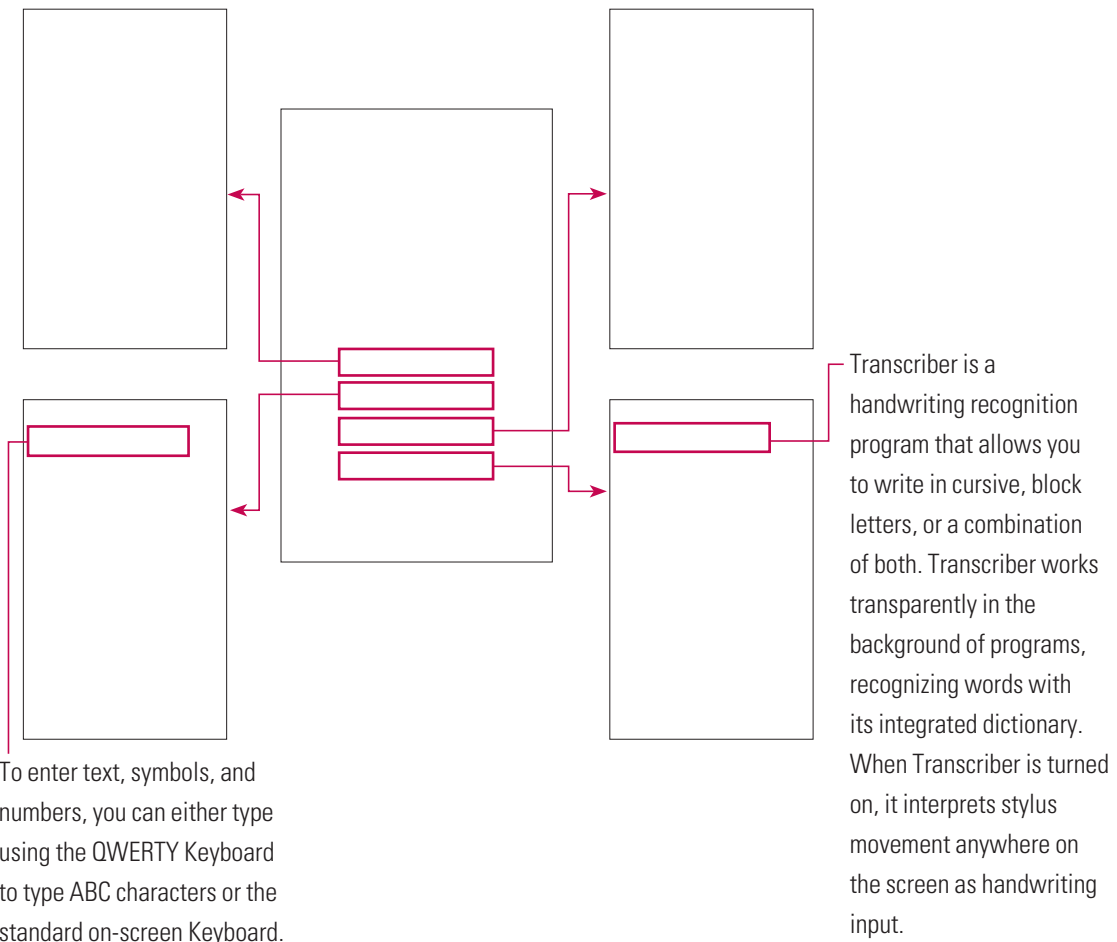 Transcriber is a
handwriting recognition
program that allows you
to write in cursive, block
letters, or a combination
of both. Transcriber works
transparently in the
background of programs,
recognizing words with
its integrated dictionary.
When Transcriber is turned
on, it interprets stylus
movement anywhere on
the screen as handwriting
input.
To enter text, symbols, and
numbers, you can either type
using the QWERTY Keyboard
to type ABC characters or the
standard on-screen Keyboard.